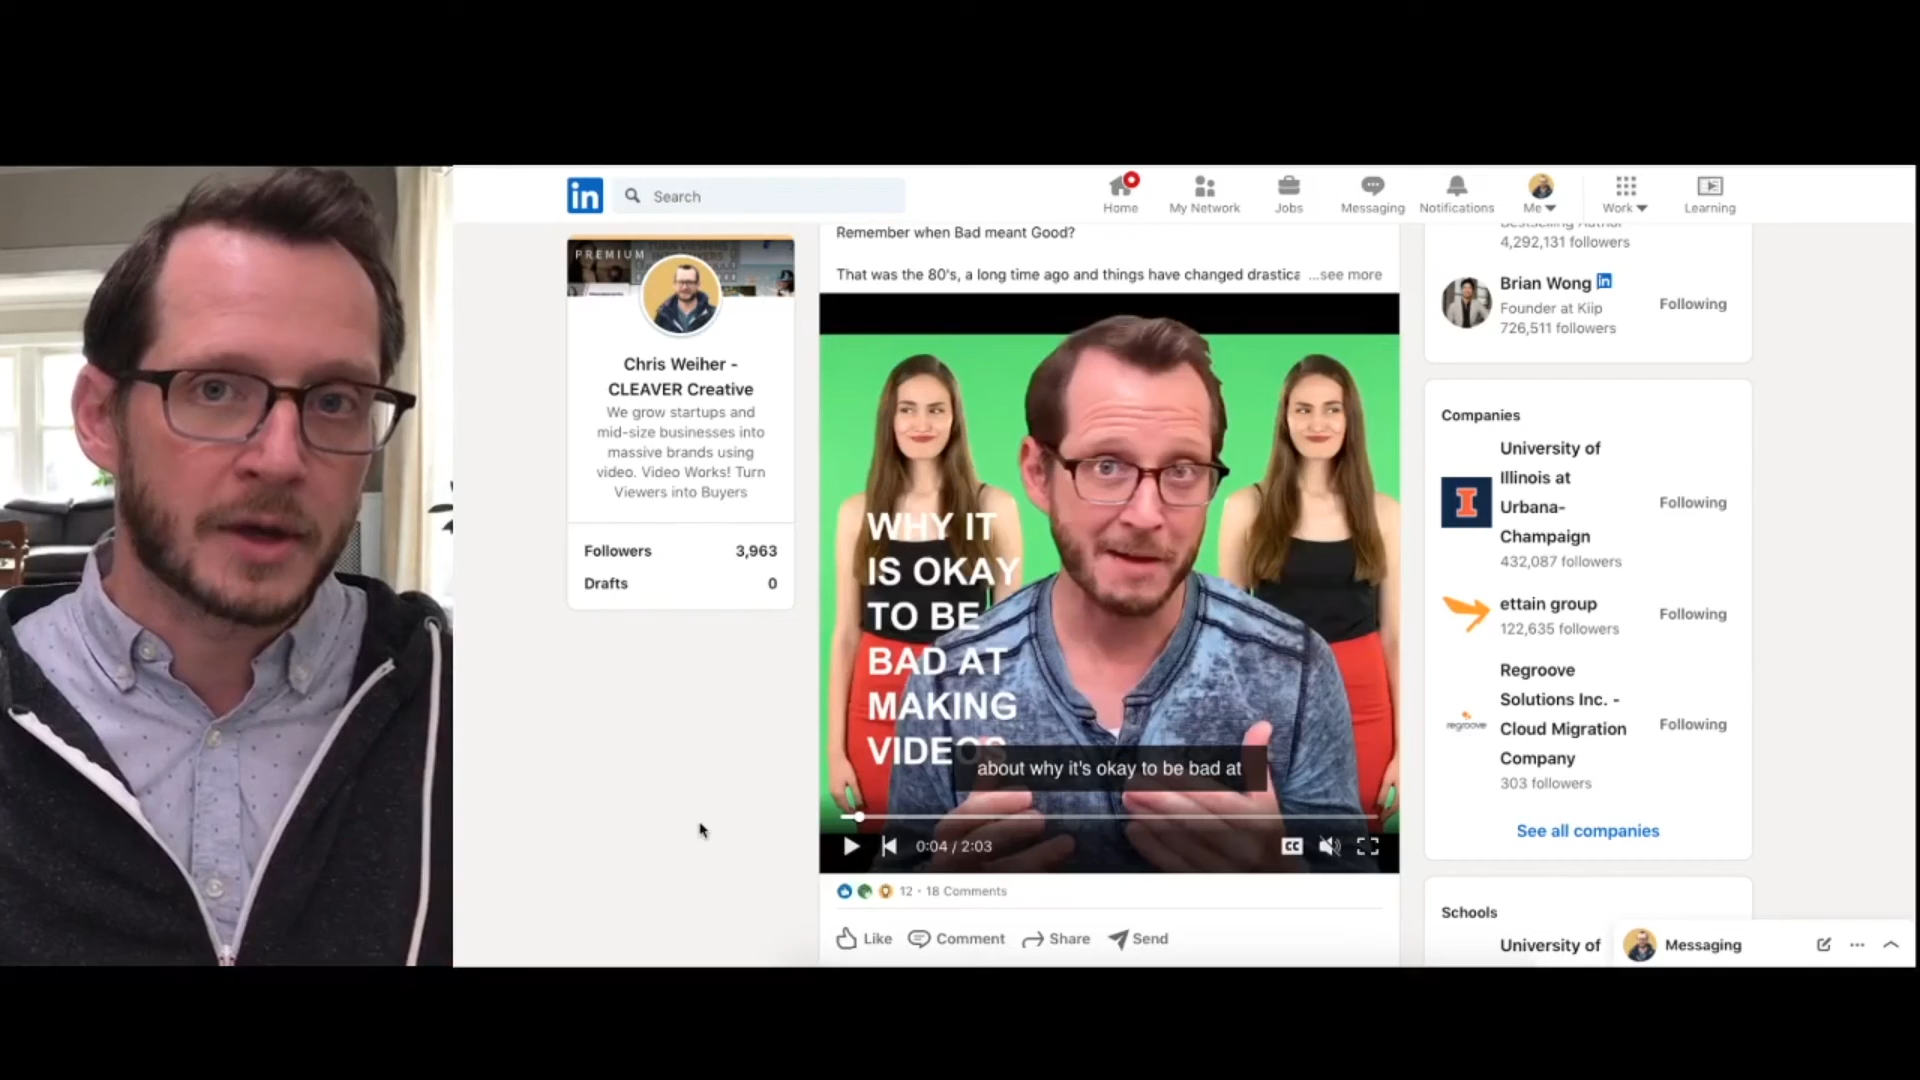 in
Search
Home
My Network
Jobs
Messaging
Notifications
Me
Work
Learning
PREMIUM
Chris Weiher -
CLEAVER Creative
We grow startups and
mid-size businesses into
massive brands using
video. Video Works! Turn
Viewers into Buyers
Followers 3,963
Drafts 0
Remember when Bad meant Good?
That was the 80's, a long time ago and things have changed drastica ...see more
WHY IT
IS OKAY
TO BE
BAD AT
MAKING
VIDEOS
about why it's okay to be bad at
0:04 / 2:03
CC
12 · 18 Comments
Like
Comment
Share
Send
Bestselling Author
4,292,131 followers
Brian Wong in
Founder at Kiip
726,511 followers
Following
Companies
University of
Illinois at
Urbana-
Champaign
432,087 followers
Following
ettain group
122,635 followers
Following
regroove
Regroove
Solutions Inc. -
Cloud Migration
Company
303 followers
Following
See all companies
Schools
University of
Messaging